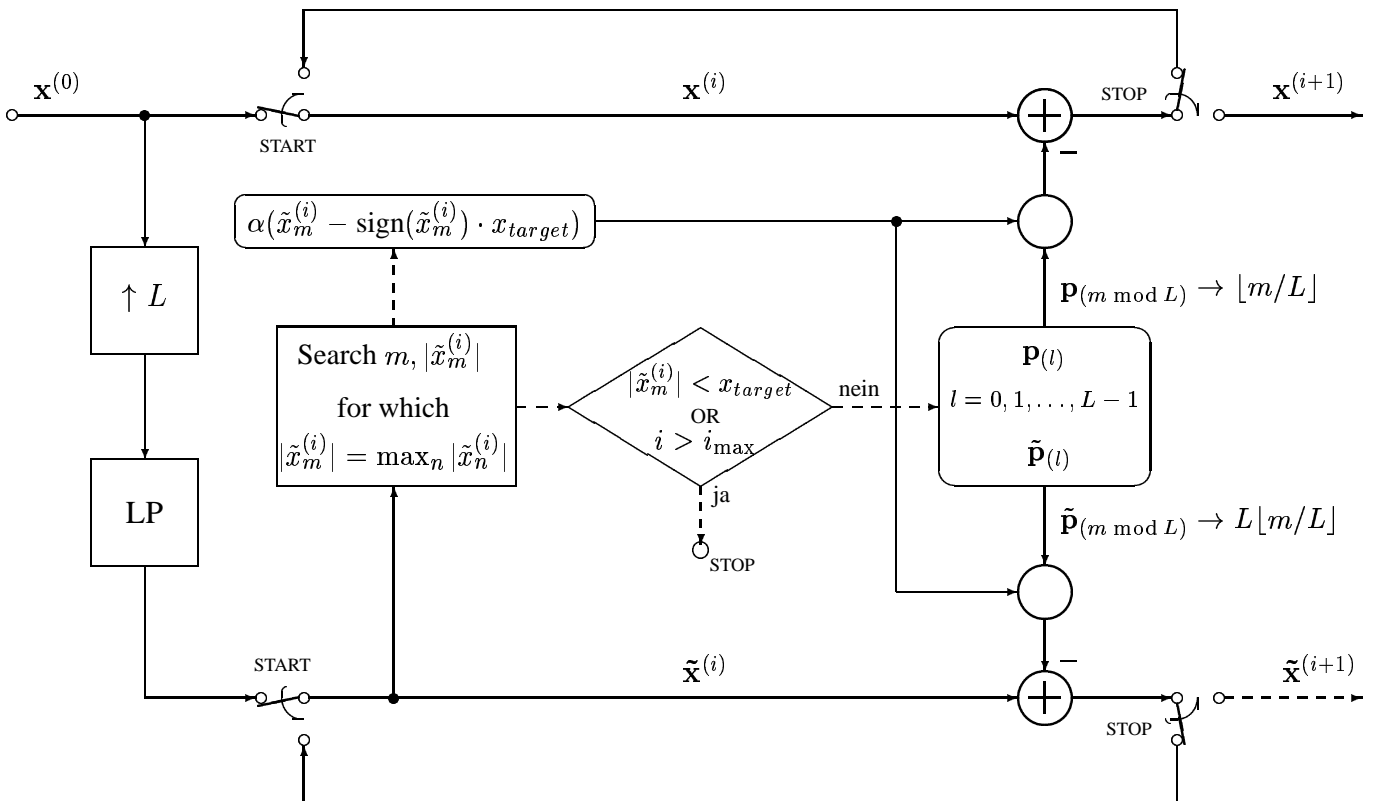 𝐱^(0)
𝐱^(i)
STOP
𝐱^(i+1)
START
−
α(x̃_m^(i) − sign(x̃_m^(i)) · x_target)
↑ L
𝐩_(m mod L) → ⌊m/L⌋
Search m, |x̃_m^(i)|
for which
|x̃_m^(i)| = max_n |x̃_n^(i)|
|x̃_m^(i)| < x_target
OR
i > i_max
nein
ja
STOP
𝐩_(l)
l = 0, 1, . . . , L − 1
𝐩̃_(l)
LP
𝐩̃_(m mod L) → L⌊m/L⌋
START
𝐱̃^(i)
−
𝐱̃^(i+1)
STOP